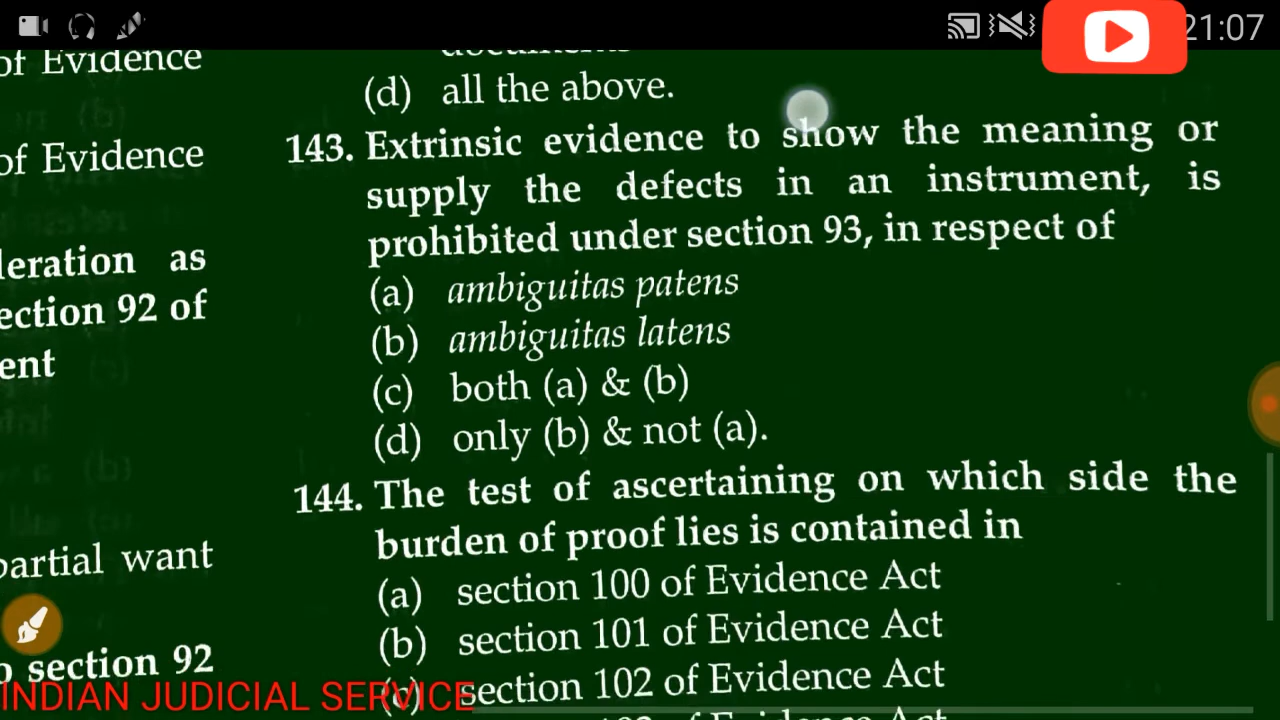 21:07
of Evidence
of Evidence
leration as
ection 92 of
ent
partial want
o section 92
(d) all the above.
143. Extrinsic evidence to show the meaning or
supply the defects in an instrument, is
prohibited under section 93, in respect of
(a) ambiguitas patens
(b) ambiguitas latens
(c) both (a) & (b)
(d) only (b) & not (a).
144. The test of ascertaining on which side the
burden of proof lies is contained in
(a) section 100 of Evidence Act
(b) section 101 of Evidence Act
(c) section 102 of Evidence Act
INDIAN JUDICIAL SERVICE